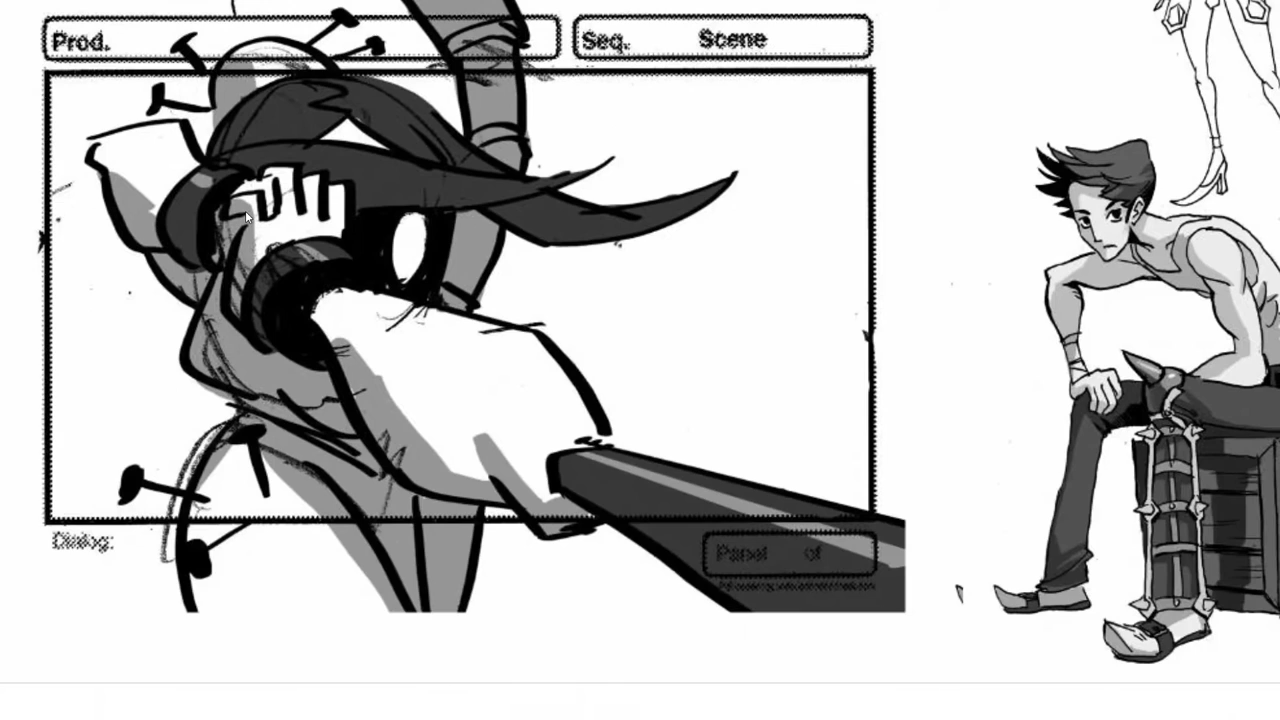 Prod.
Seq. Scene
Dialog:
Panel of